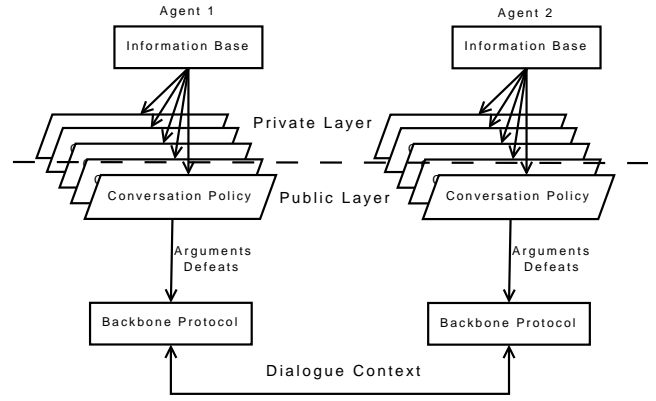 Agent 1
Agent 2
Information Base
Information Base
Private Layer
Public Layer
Conversation Policy
Conversation Policy
Arguments
Defeats
Arguments
Defeats
Backbone Protocol
Backbone Protocol
Dialogue Context